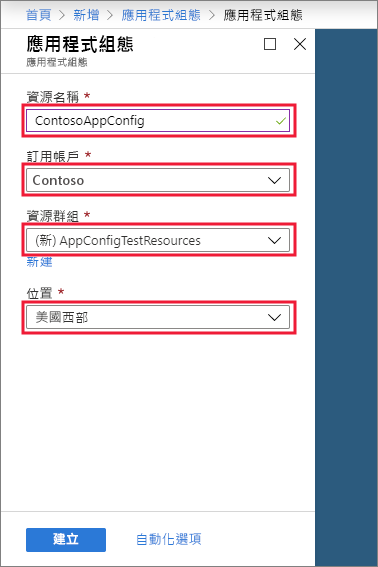 首頁 > 新增 > 應用程式組態 > 應用程式組態
應用程式組態
應用程式組態
資源名稱 *
ContosoAppConfig
訂用帳戶 *
Contoso
資源群組 *
(新) AppConfigTestResources
新建
位置 *
美國西部
建立 自動化選項